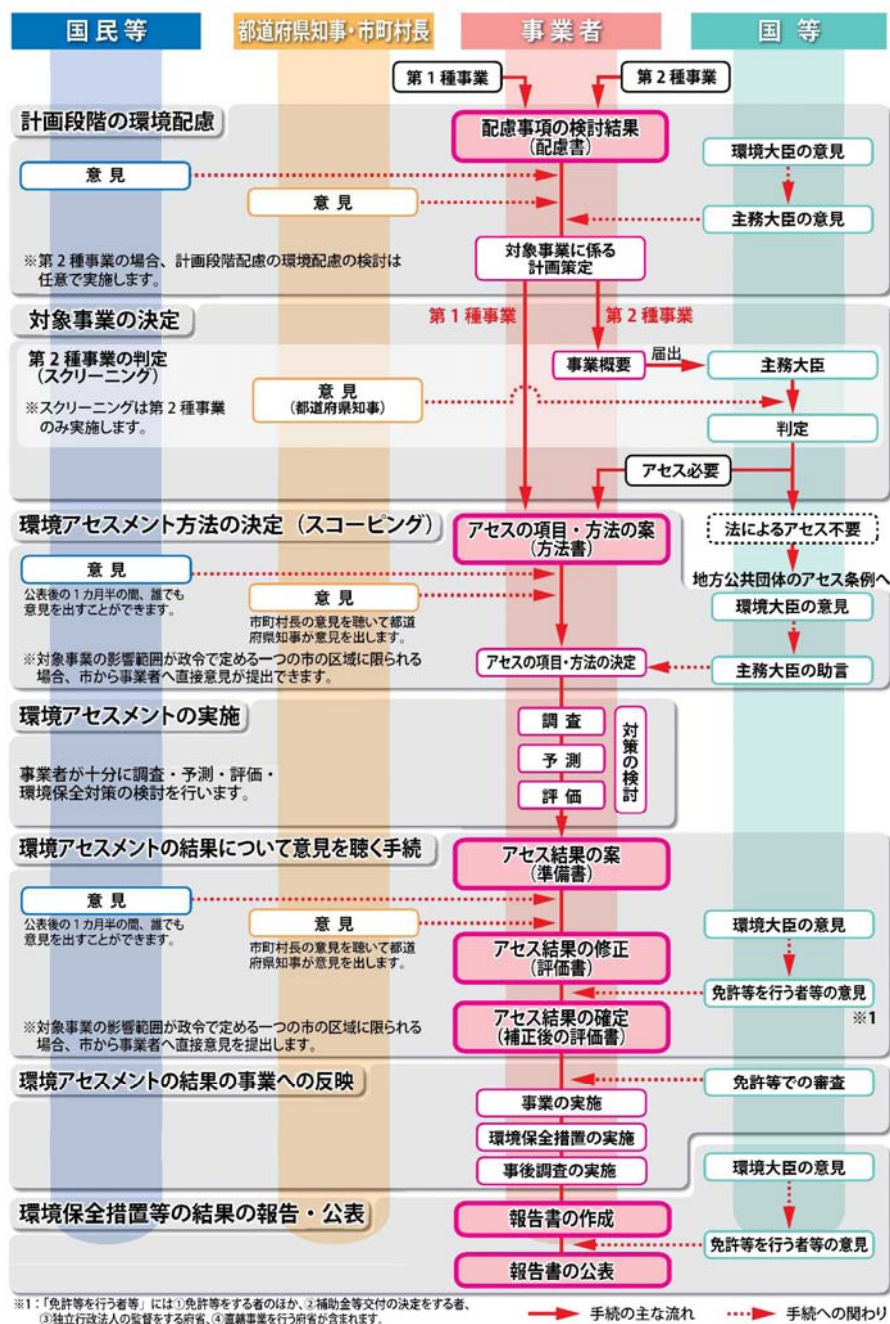 国民等
都道府県知事・市町村長
事業者
国 等
第1種事業
第2種事業
計画段階の環境配慮
配慮事項の検討結果
(配慮書)
環境大臣の意見
意 見
意 見
主務大臣の意見
※第2種事業の場合、計画段階配慮の環境配慮の検討は
任意で実施します。
対象事業に係る
計画策定
対象事業の決定
第1種事業
第2種事業
第2種事業の判定
(スクリーニング)
事業概要
届出
主務大臣
意 見
(都道府県知事)
※スクリーニングは第2種事業
のみ実施します。
判定
アセス必要
環境アセスメント方法の決定(スコーピング)
アセスの項目・方法の案
(方法書)
法によるアセス不要
地方公共団体のアセス条例へ
意 見
公表後の1カ月半の間、誰でも
意見を出すことができます。
意 見
市町村長の意見を聴いて都道
府県知事が意見を出します。
環境大臣の意見
※対象事業の影響範囲が政令で定める一つの市の区域に限られる
場合、市から事業者へ直接意見が提出できます。
アセスの項目・方法の決定
主務大臣の助言
環境アセスメントの実施
調 査
予 測
評 価
対策の検討
事業者が十分に調査・予測・評価・
環境保全対策の検討を行います。
環境アセスメントの結果について意見を聴く手続
アセス結果の案
(準備書)
意 見
公表後の1カ月半の間、誰でも
意見を出すことができます。
意 見
市町村長の意見を聴いて都道
府県知事が意見を出します。
環境大臣の意見
アセス結果の修正
(評価書)
免許等を行う者等の意見
※1
アセス結果の確定
(補正後の評価書)
※対象事業の影響範囲が政令で定める一つの市の区域に限られる
場合、市から事業者へ直接意見を提出します。
環境アセスメントの結果の事業への反映
免許等での審査
事業の実施
環境保全措置の実施
事後調査の実施
環境大臣の意見
環境保全措置等の結果の報告・公表
報告書の作成
免許等を行う者等の意見
報告書の公表
※1:「免許等を行う者等」には①免許等をする者のほか、②補助金等交付の決定をする者、
③独立行政法人の監督をする府省、④直轄事業を行う府省が含まれます。
手続の主な流れ
手続への関わり